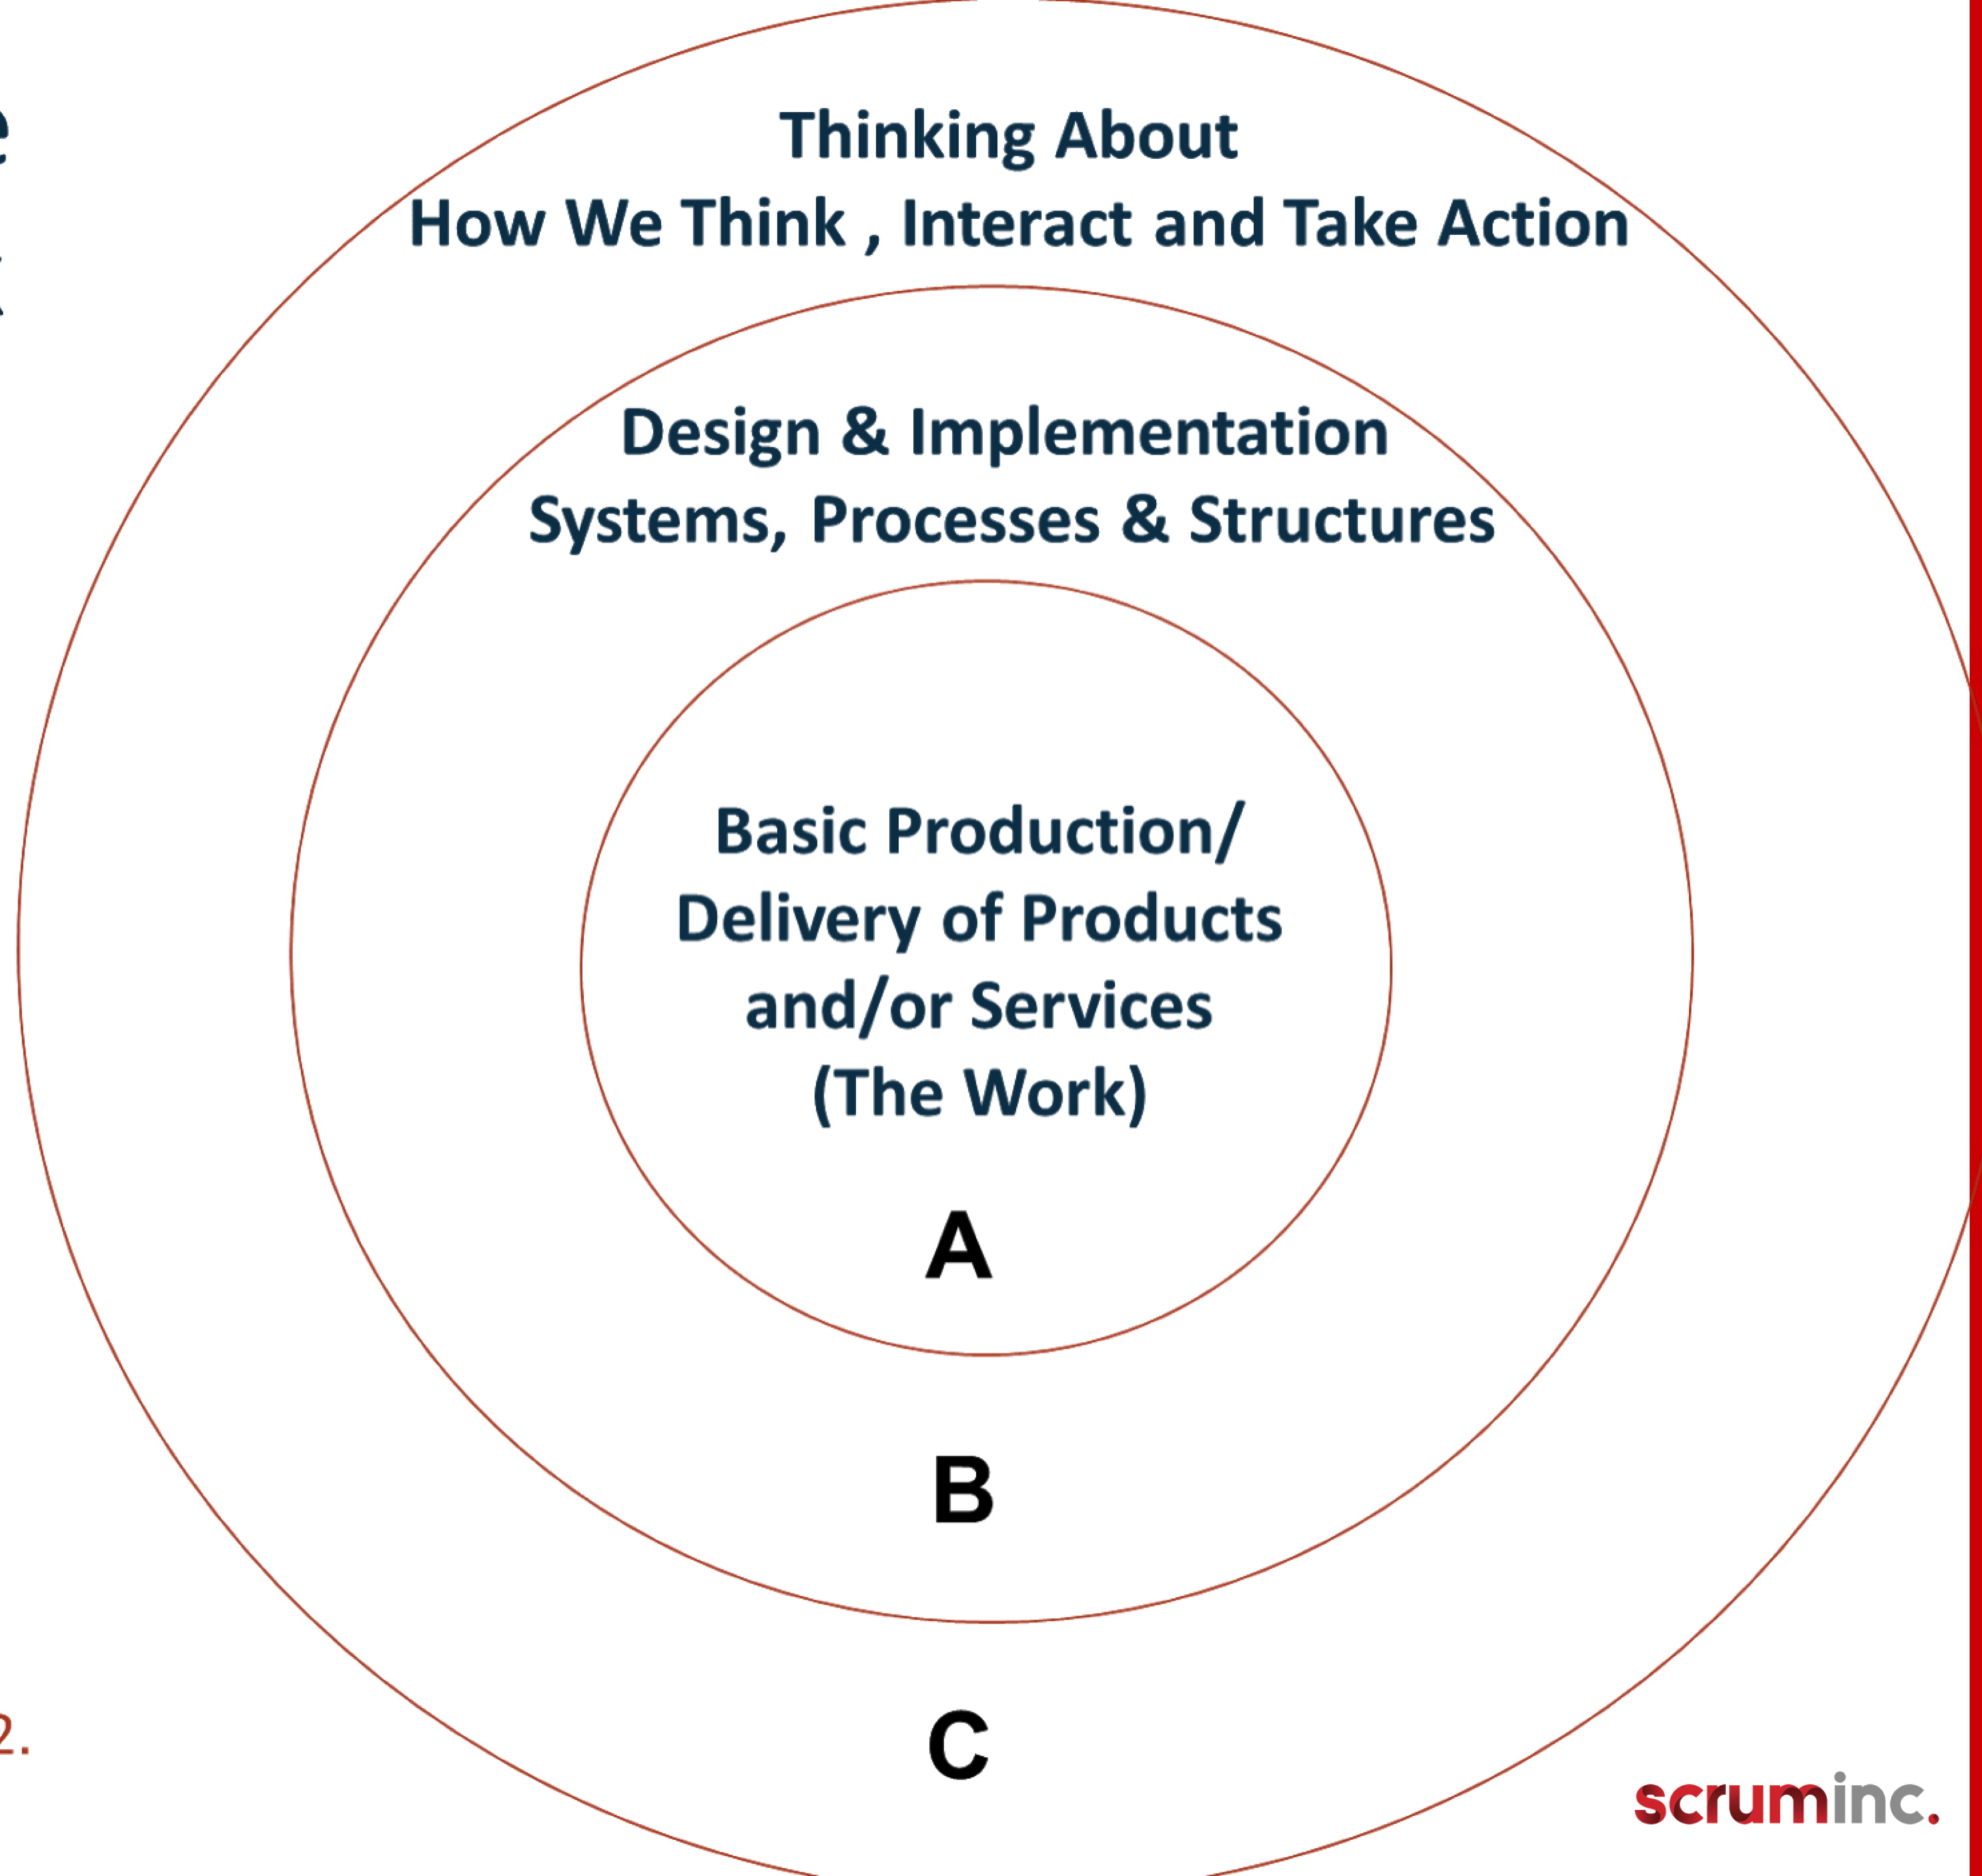 Thinking About
How We Think , Interact and Take Action
Design & Implementation
Systems, Processes & Structures
Basic Production/
Delivery of Products
and/or Services
(The Work)
A
B
C
2.
scruminc.